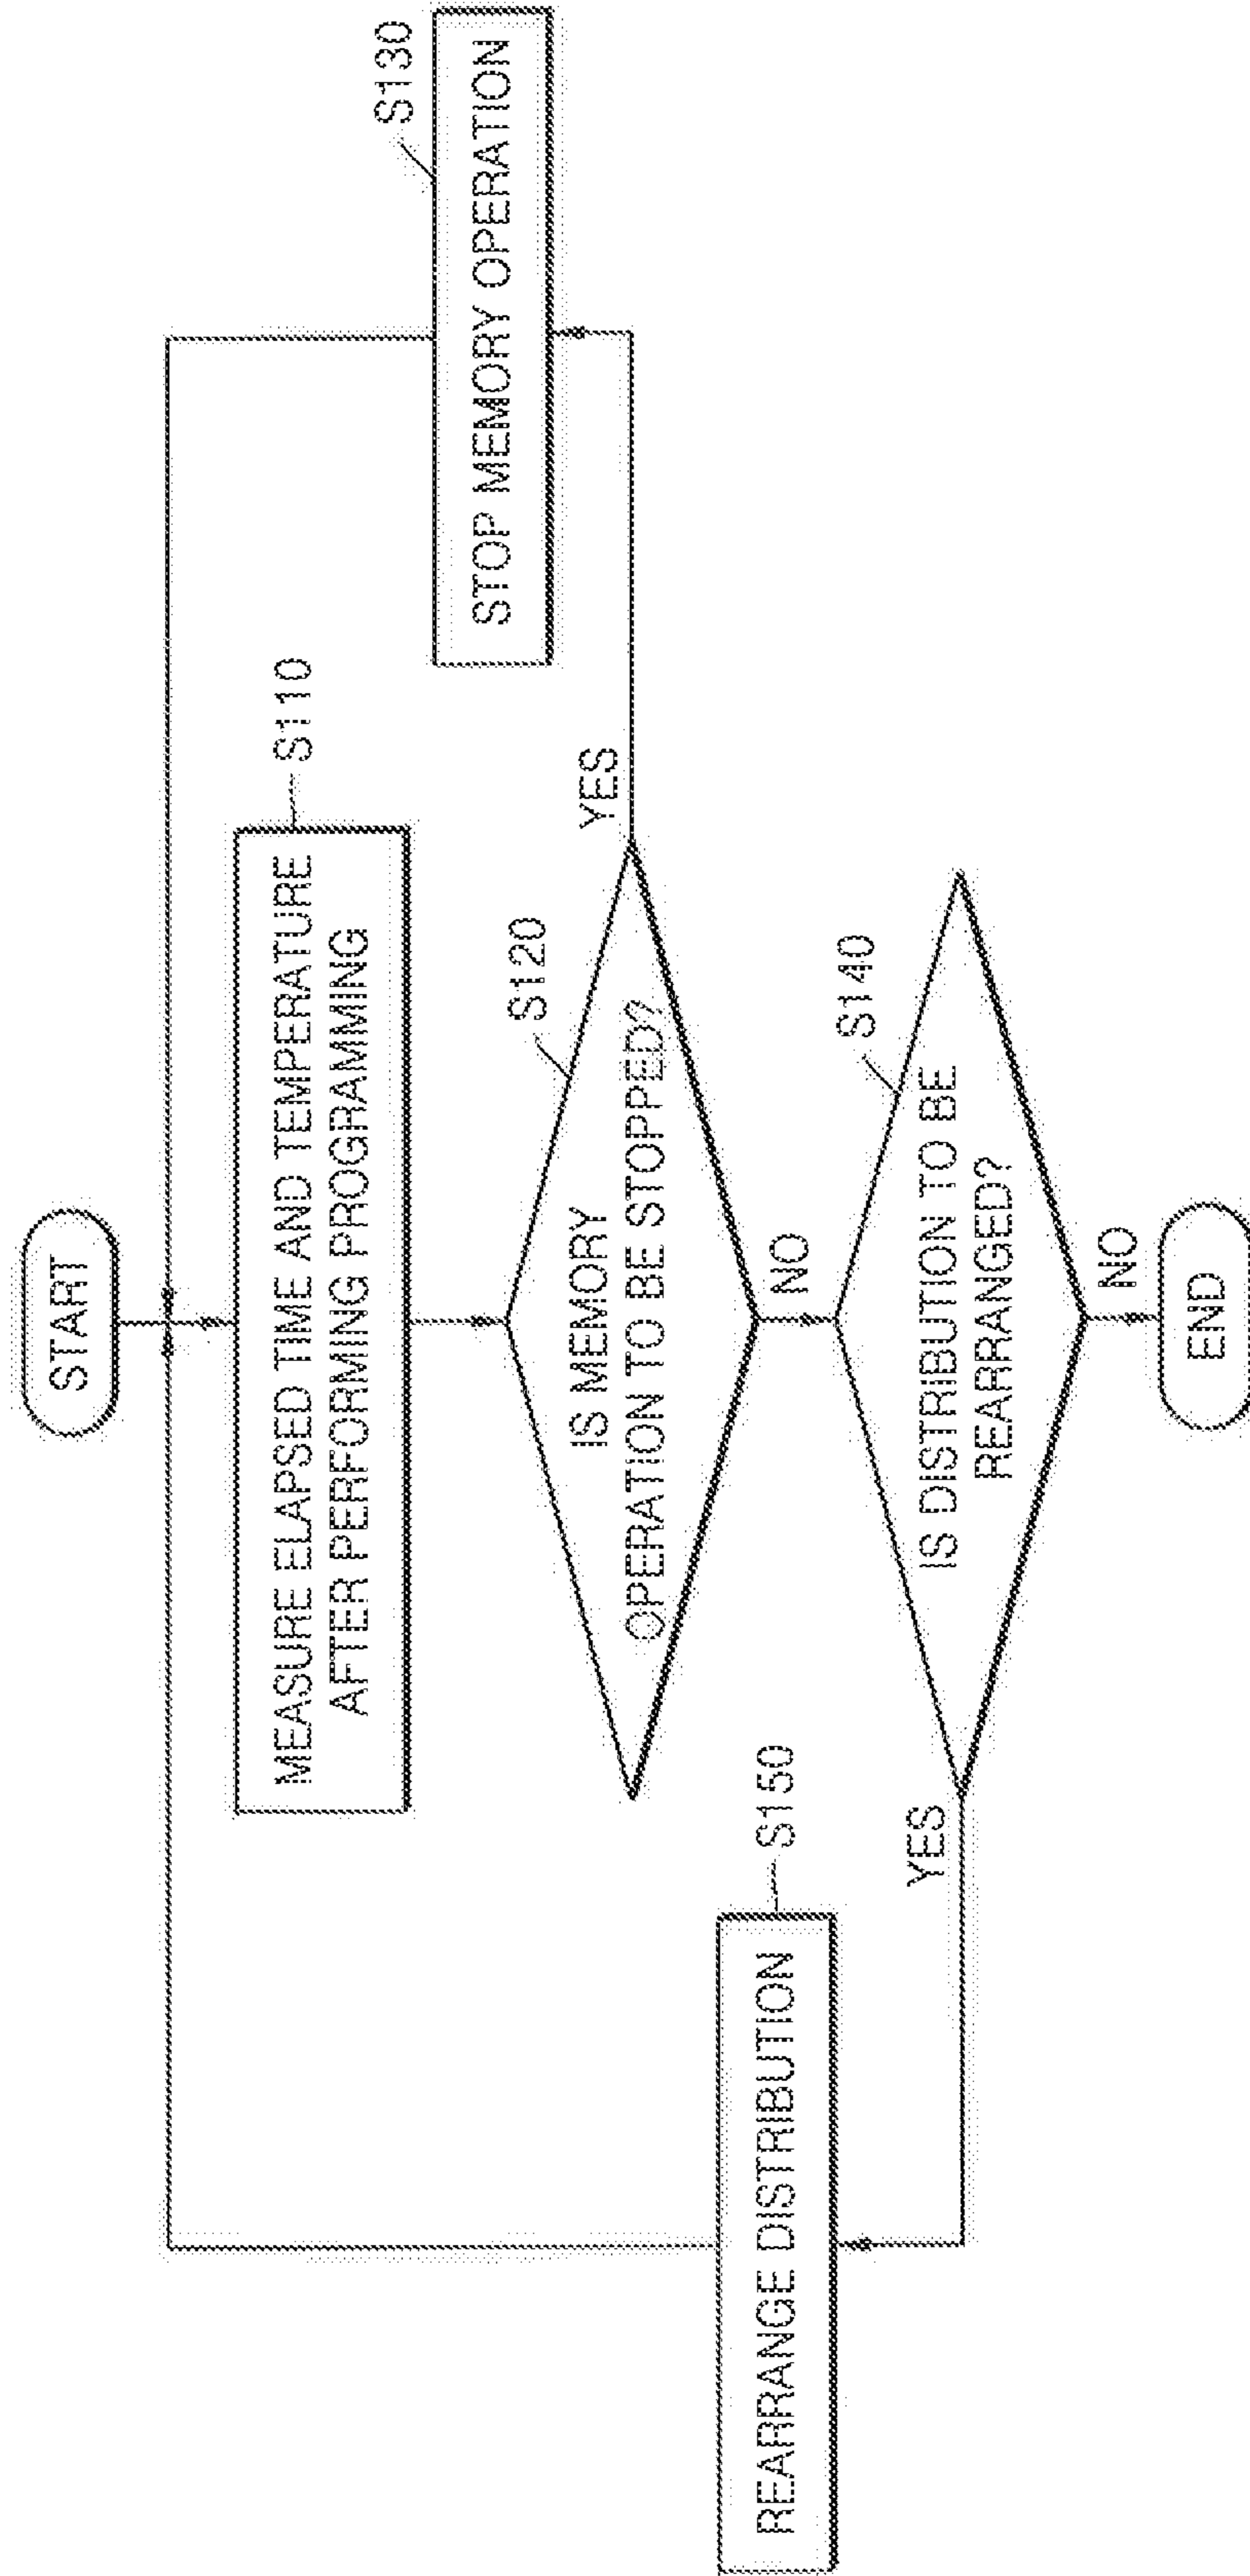 START
MEASURE ELAPSED TIME AND TEMPERATURE
AFTER PERFORMING PROGRAMMING
S110
IS MEMORY
OPERATION TO BE STOPPED?
S120
YES
STOP MEMORY OPERATION
S130
NO
IS DISTRIBUTION TO BE
REARRANGED?
S140
YES
REARRANGE DISTRIBUTION
S150
NO
END